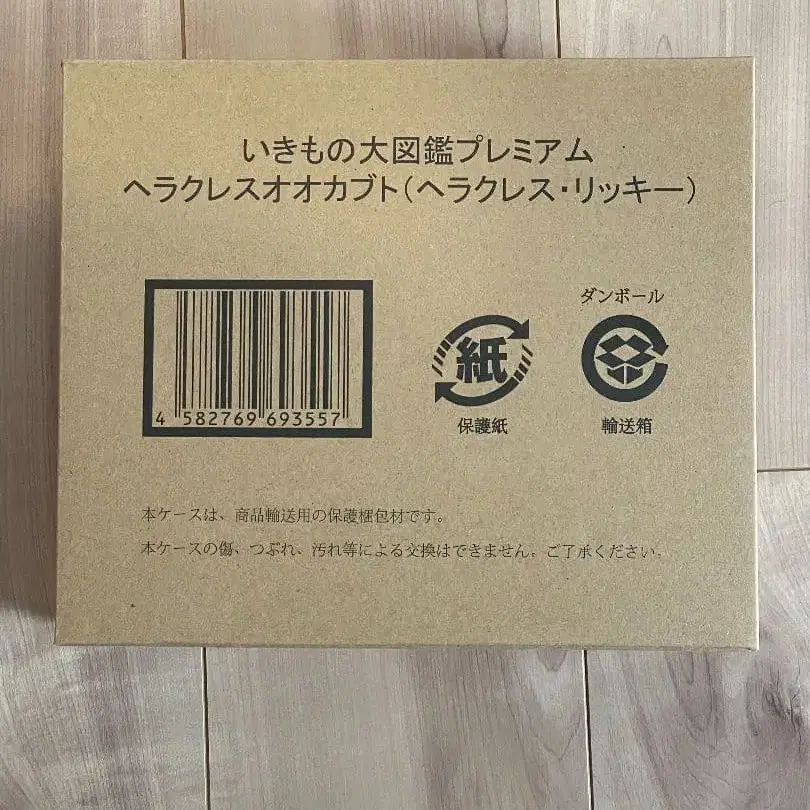 いきもの大図鑑プレミアム
ヘラクレスオオカブト(ヘラクレス・リッキー)
4 582769 693557
紙
保護紙
ダンボール
輸送箱
本ケースは、商品輸送用の保護梱包材です。
本ケースの傷、つぶれ、汚れ等による交換はできません。ご了承ください。